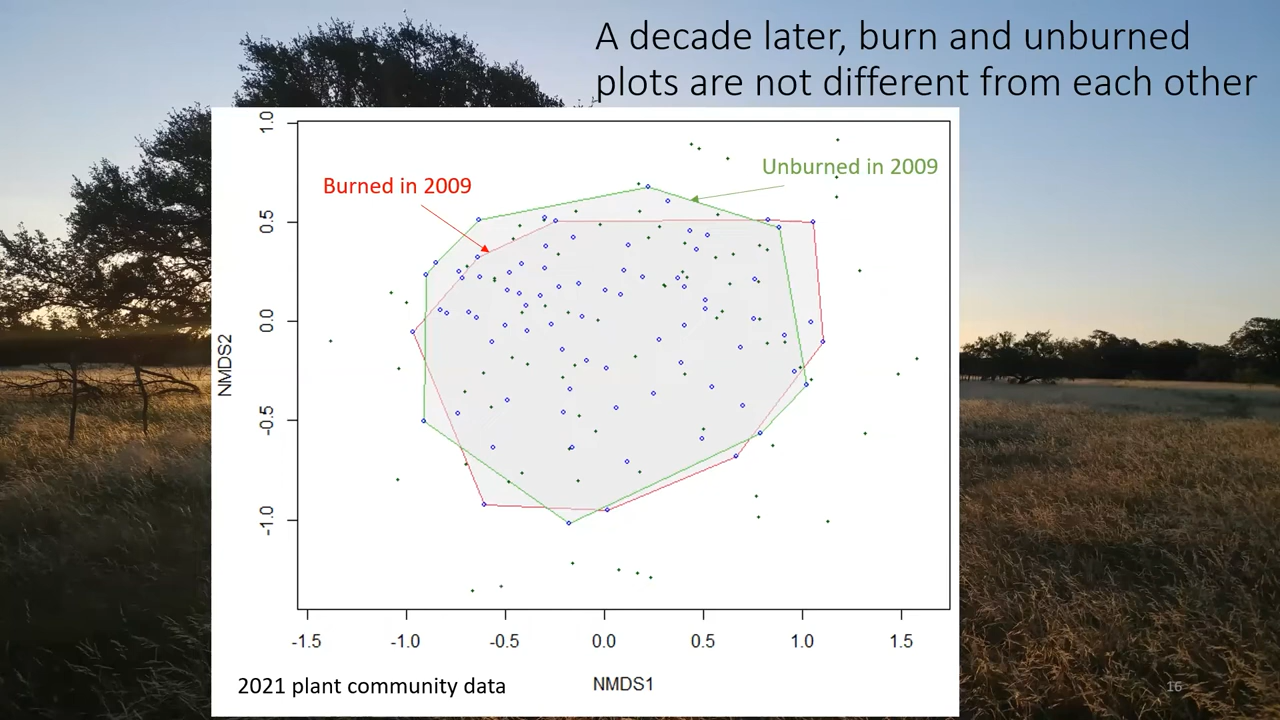 A decade later, burn and unburned
plots are not different from each other
Burned in 2009
Unburned in 2009
1.0
0.5
0.0
-0.5
-1.0
NMDS2
-1.5
-1.0
-0.5
0.0
0.5
1.0
1.5
NMDS1
2021 plant community data
16